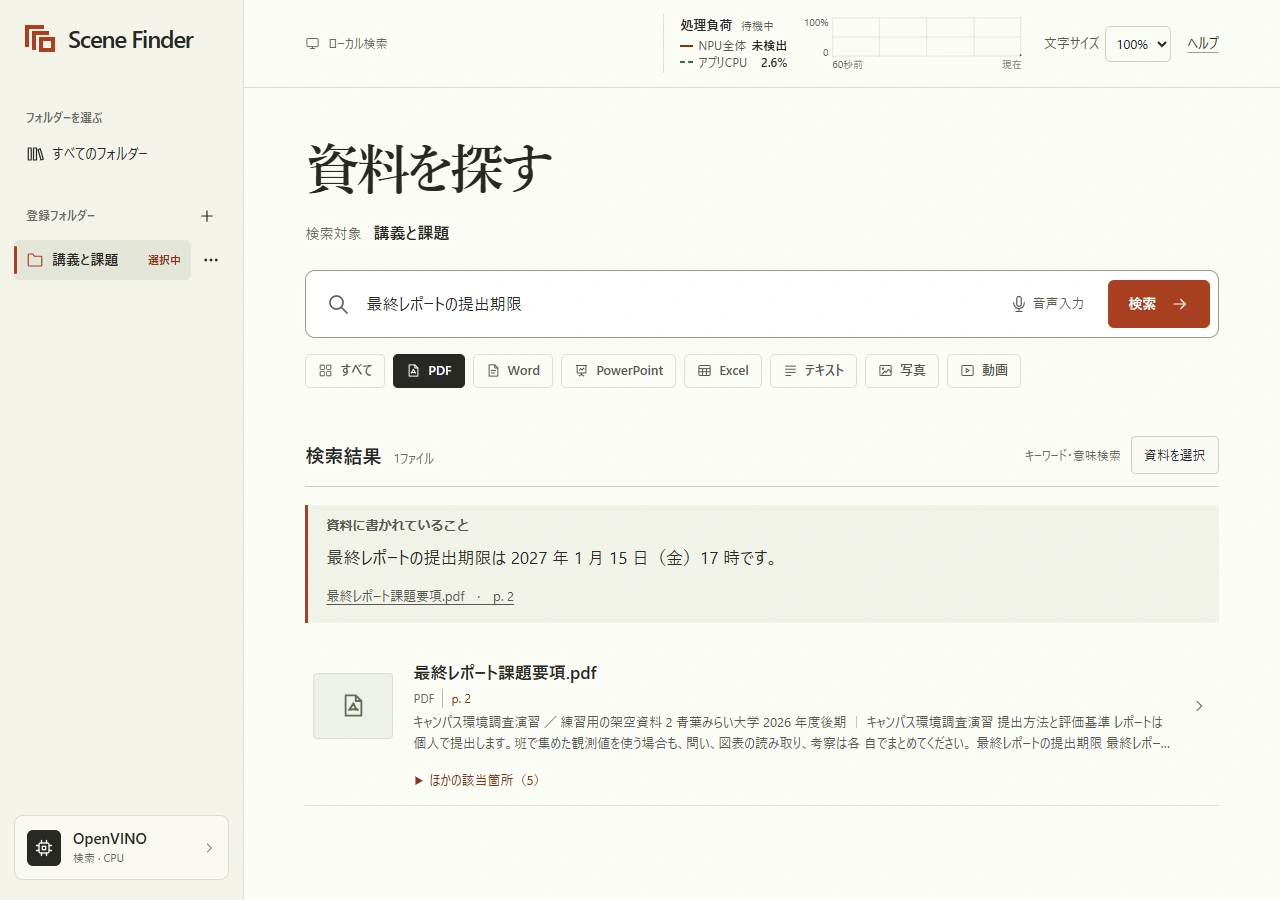 Scene Finder
フォルダーを選ぶ
すべてのフォルダー
登録フォルダー
講義と課題 選択中
OpenVINO
検索・CPU
ローカル検索
処理負荷 待機中
NPU全体 未検出
アプリCPU 2.6%
100%
0
60秒前 現在
文字サイズ 100% ヘルプ
資料を探す
検索対象 講義と課題
最終レポートの提出期限 音声入力 検索
すべて PDF Word PowerPoint Excel テキスト 写真 動画
検索結果 1ファイル キーワード・意味検索 資料を選択
資料に書かれていること
最終レポートの提出期限は 2027 年 1 月 15 日（金）17 時です。
最終レポート課題要項.pdf · p. 2
最終レポート課題要項.pdf
PDF p. 2
キャンパス環境調査演習 ／ 練習用の架空資料 2 青葉みらい大学 2026 年度後期 ｜ キャンパス環境調査演習 提出方法と評価基準 レポートは
個人で提出します。班で集めた観測値を使う場合も、問い、図表の読み取り、考察は各 自でまとめてください。 最終レポートの提出期限 最終レポー…
ほかの該当箇所（5）